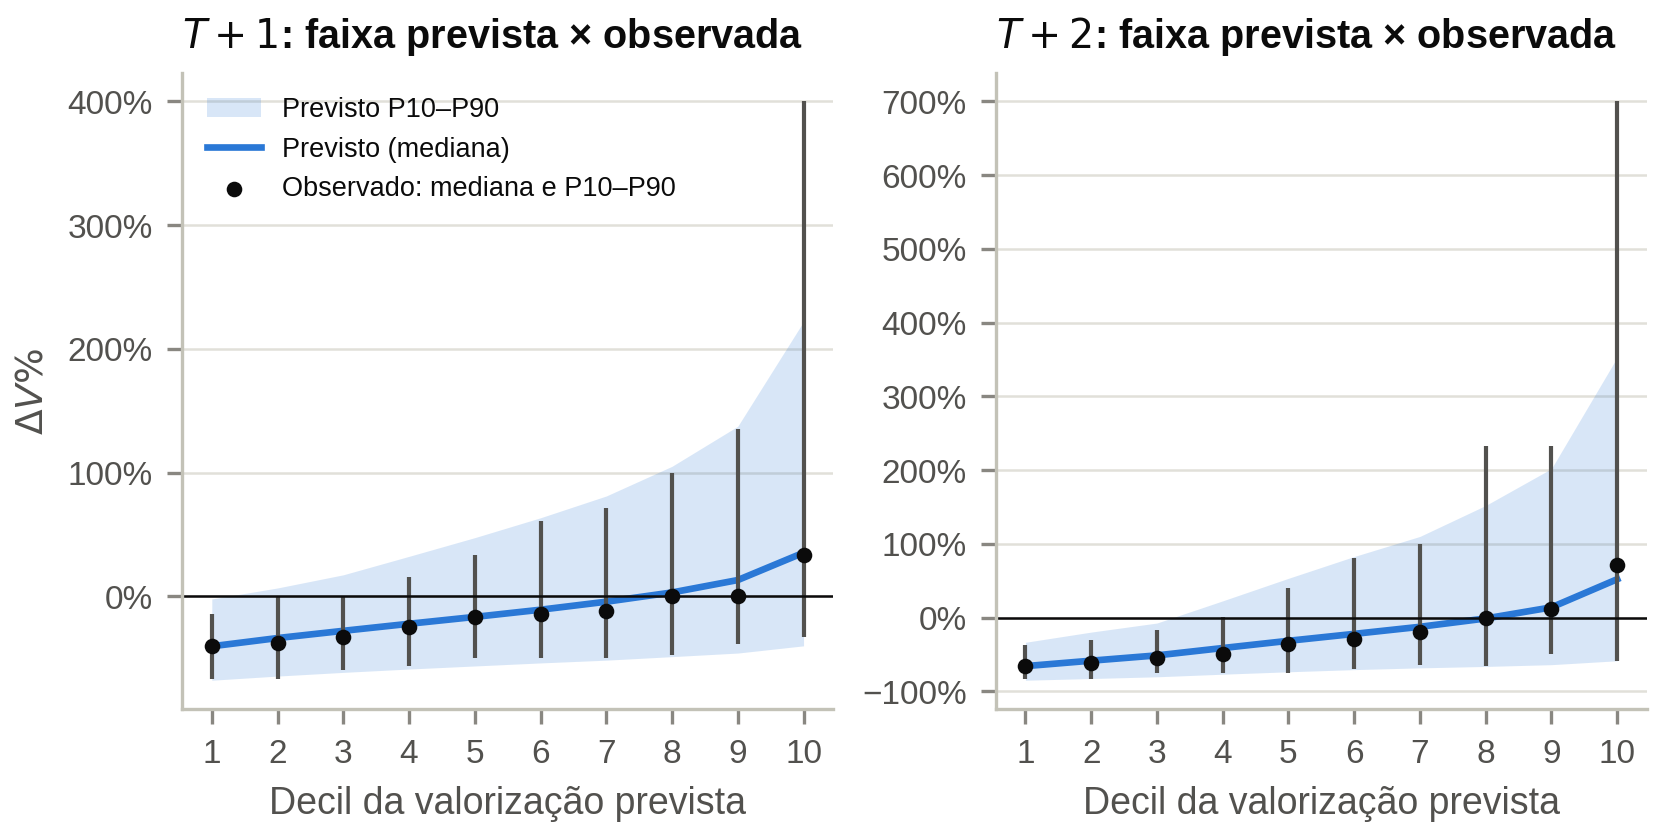 T + 1: faixa prevista × observada
400%
300%
200%
100%
0%
ΔV%
Previsto P10–P90
Previsto (mediana)
Observado: mediana e P10–P90
1 2 3 4 5 6 7 8 9 10
Decil da valorização prevista
T + 2: faixa prevista × observada
700%
600%
500%
400%
300%
200%
100%
0%
−100%
1 2 3 4 5 6 7 8 9 10
Decil da valorização prevista